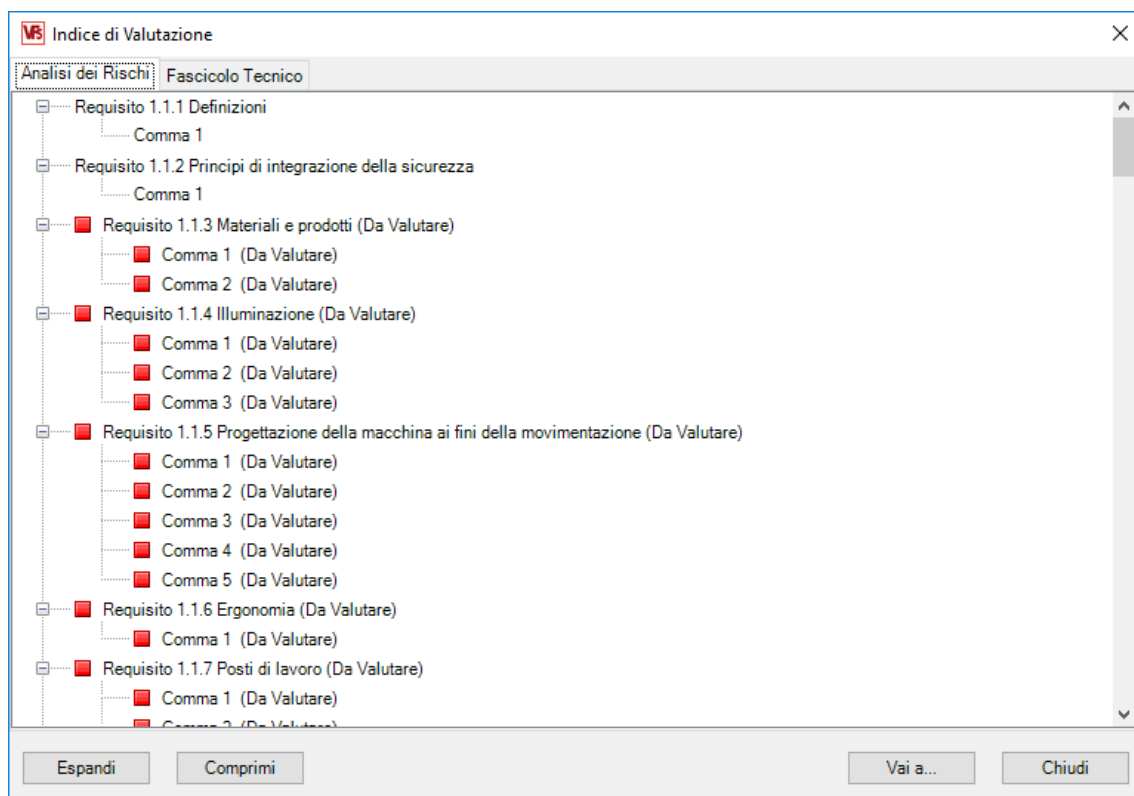 VFS Indice di Valutazione
Analisi dei Rischi Fascicolo Tecnico
Requisito 1.1.1 Definizioni
Comma 1
Requisito 1.1.2 Principi di integrazione della sicurezza
Comma 1
Requisito 1.1.3 Materiali e prodotti (Da Valutare)
Comma 1 (Da Valutare)
Comma 2 (Da Valutare)
Requisito 1.1.4 Illuminazione (Da Valutare)
Comma 1 (Da Valutare)
Comma 2 (Da Valutare)
Comma 3 (Da Valutare)
Requisito 1.1.5 Progettazione della macchina ai fini della movimentazione (Da Valutare)
Comma 1 (Da Valutare)
Comma 2 (Da Valutare)
Comma 3 (Da Valutare)
Comma 4 (Da Valutare)
Comma 5 (Da Valutare)
Requisito 1.1.6 Ergonomia (Da Valutare)
Comma 1 (Da Valutare)
Requisito 1.1.7 Posti di lavoro (Da Valutare)
Comma 1 (Da Valutare)
Comma 2 (Da Valutare)
Espandi Comprimi Vai a... Chiudi